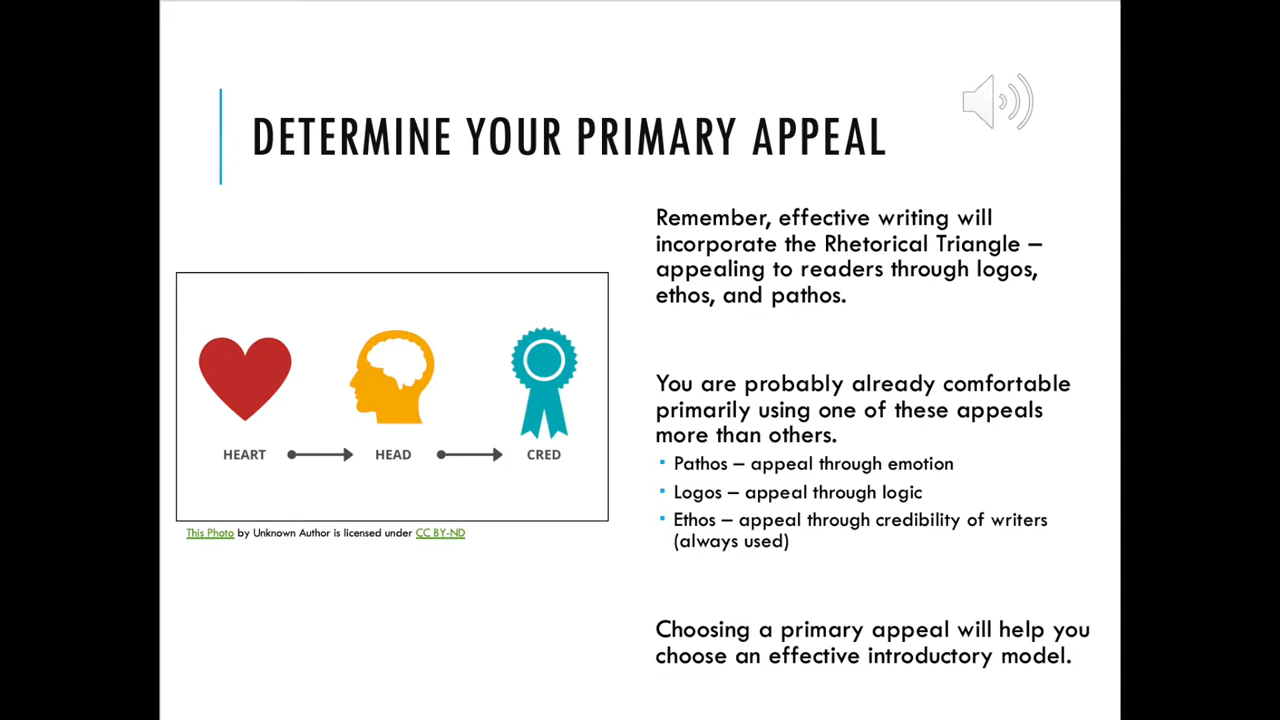 DETERMINE YOUR PRIMARY APPEAL
HEART
HEAD
CRED
This Photo by Unknown Author is licensed under CC BY-ND
Remember, effective writing will
incorporate the Rhetorical Triangle –
appealing to readers through logos,
ethos, and pathos.
You are probably already comfortable
primarily using one of these appeals
more than others.
Pathos – appeal through emotion
Logos – appeal through logic
Ethos – appeal through credibility of writers
(always used)
Choosing a primary appeal will help you
choose an effective introductory model.